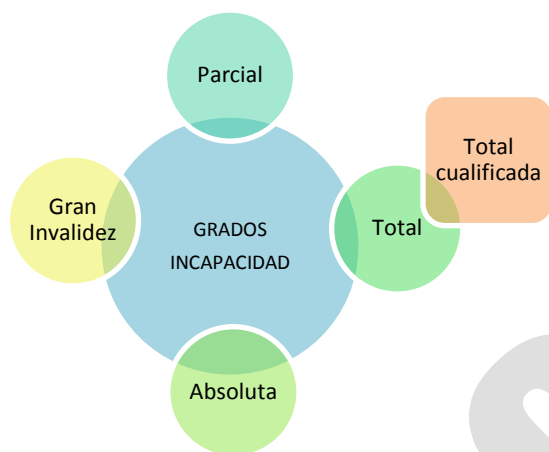 Parcial
Total
cualificada
Gran
Invalidez
GRADOS
INCAPACIDAD
Total
Absoluta